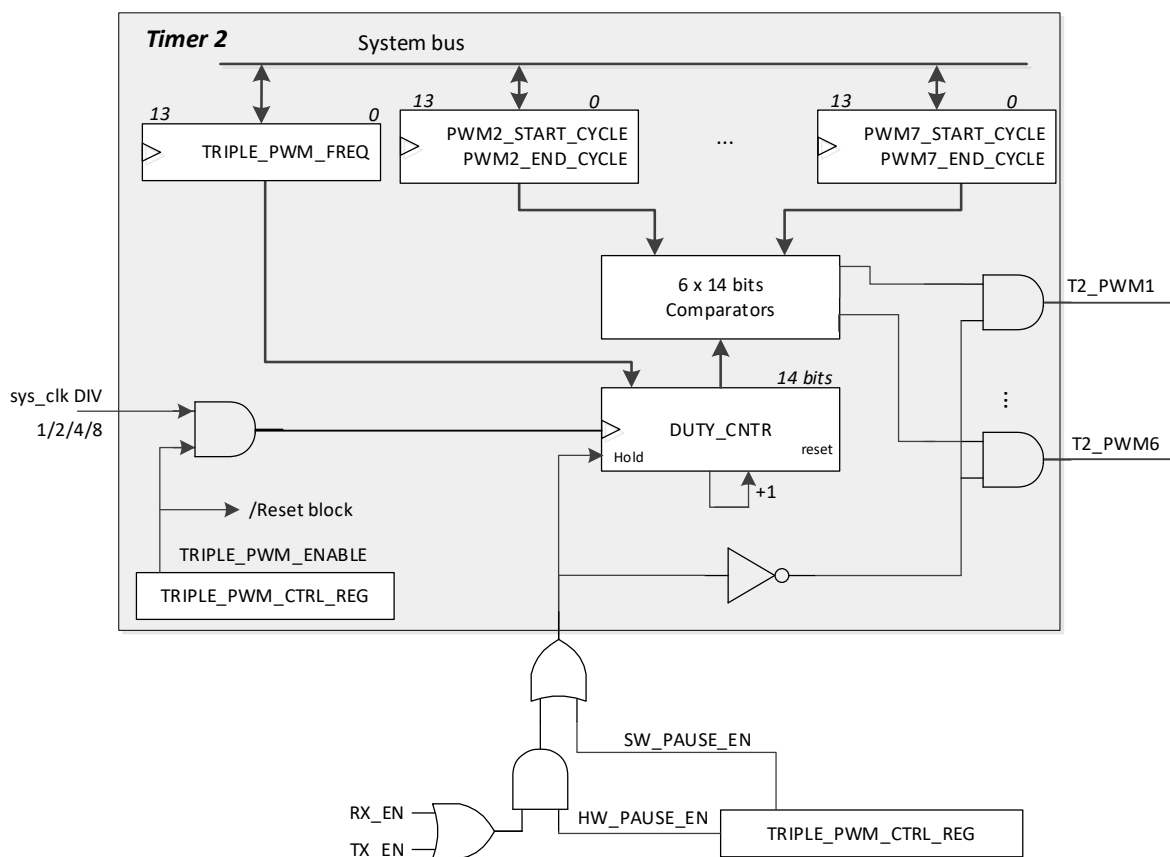 Timer 2
System bus
13
0
TRIPLE_PWM_FREQ
13
0
PWM2_START_CYCLE
PWM2_END_CYCLE
...
13
0
PWM7_START_CYCLE
PWM7_END_CYCLE
6 x 14 bits
Comparators
T2_PWM1
sys_clk DIV
1/2/4/8
14 bits
DUTY_CNTR
Hold
reset
+1
...
T2_PWM6
/Reset block
TRIPLE_PWM_ENABLE
TRIPLE_PWM_CTRL_REG
SW_PAUSE_EN
RX_EN
TX_EN
HW_PAUSE_EN
TRIPLE_PWM_CTRL_REG